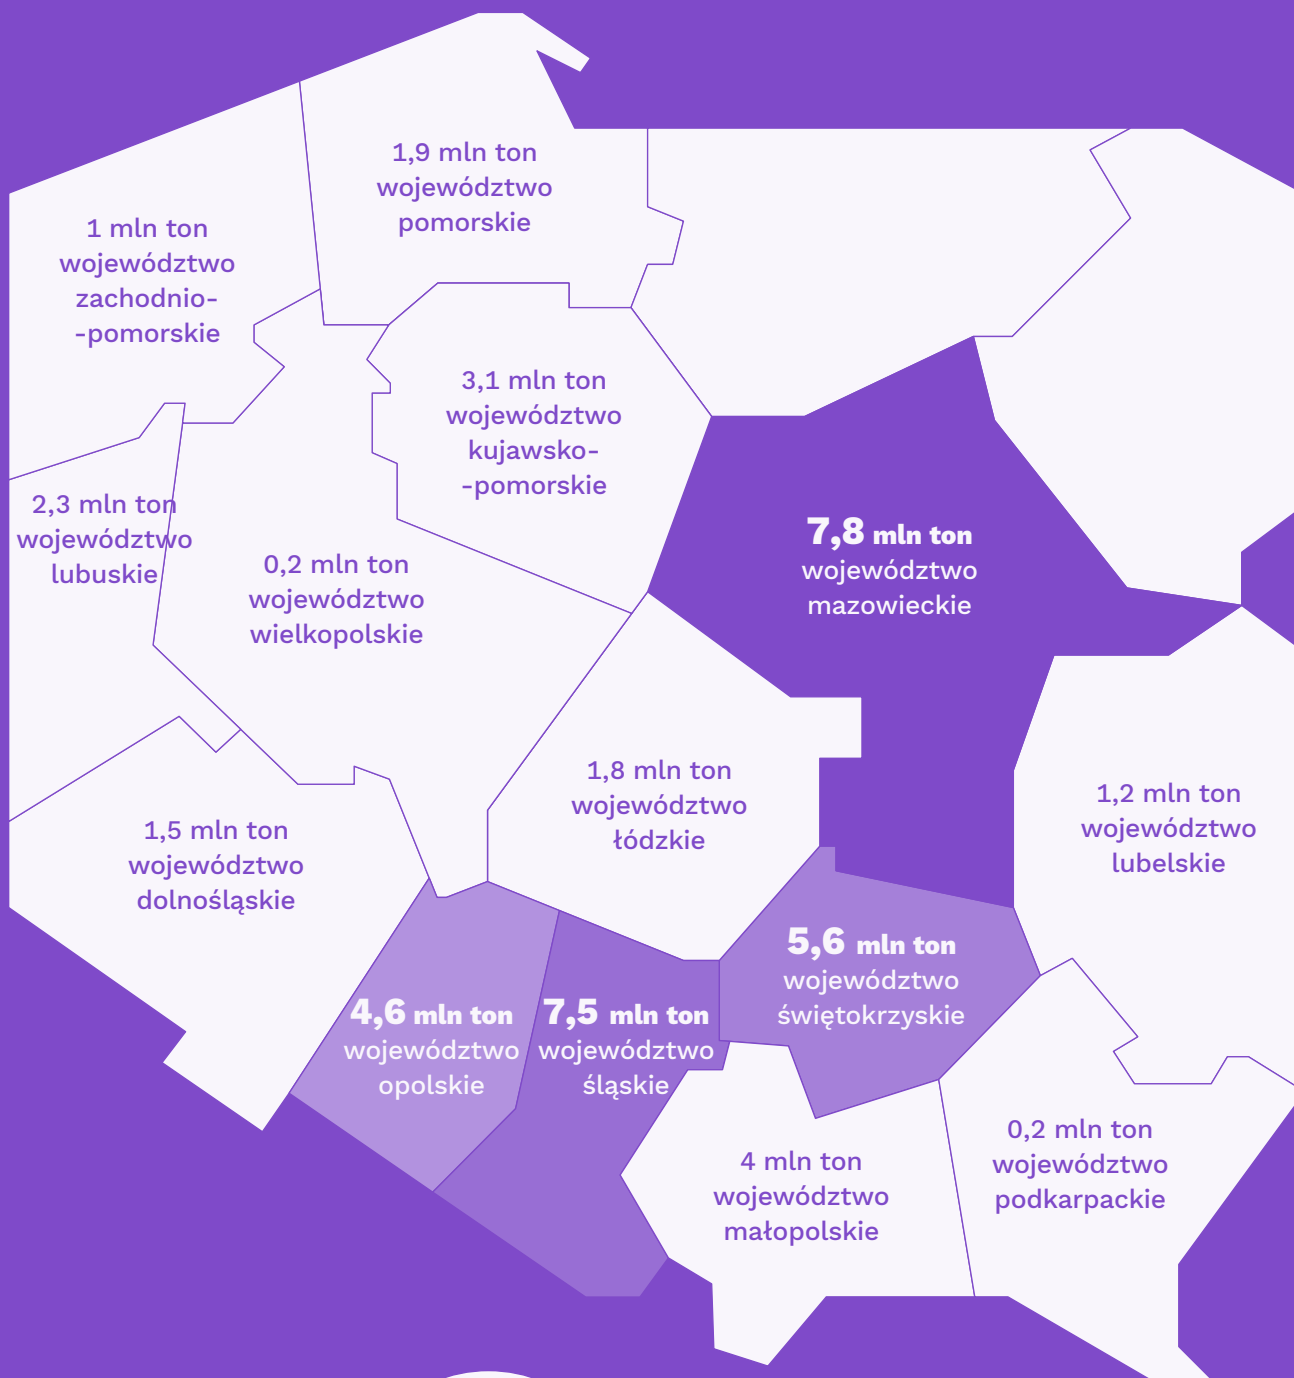 1,9 mln ton
województwo
pomorskie
1 mln ton
województwo
zachodnio-
-pomorskie
3,1 mln ton
województwo
kujawsko-
-pomorskie
2,3 mln ton
województwo
lubuskie
0,2 mln ton
województwo
wielkopolskie
7,8 mln ton
województwo
mazowieckie
1,8 mln ton
województwo
łódzkie
1,2 mln ton
województwo
lubelskie
1,5 mln ton
województwo
dolnośląskie
5,6 mln ton
województwo
świętokrzyskie
4,6 mln ton
województwo
opolskie
7,5 mln ton
województwo
śląskie
4 mln ton
województwo
małopolskie
0,2 mln ton
województwo
podkarpackie